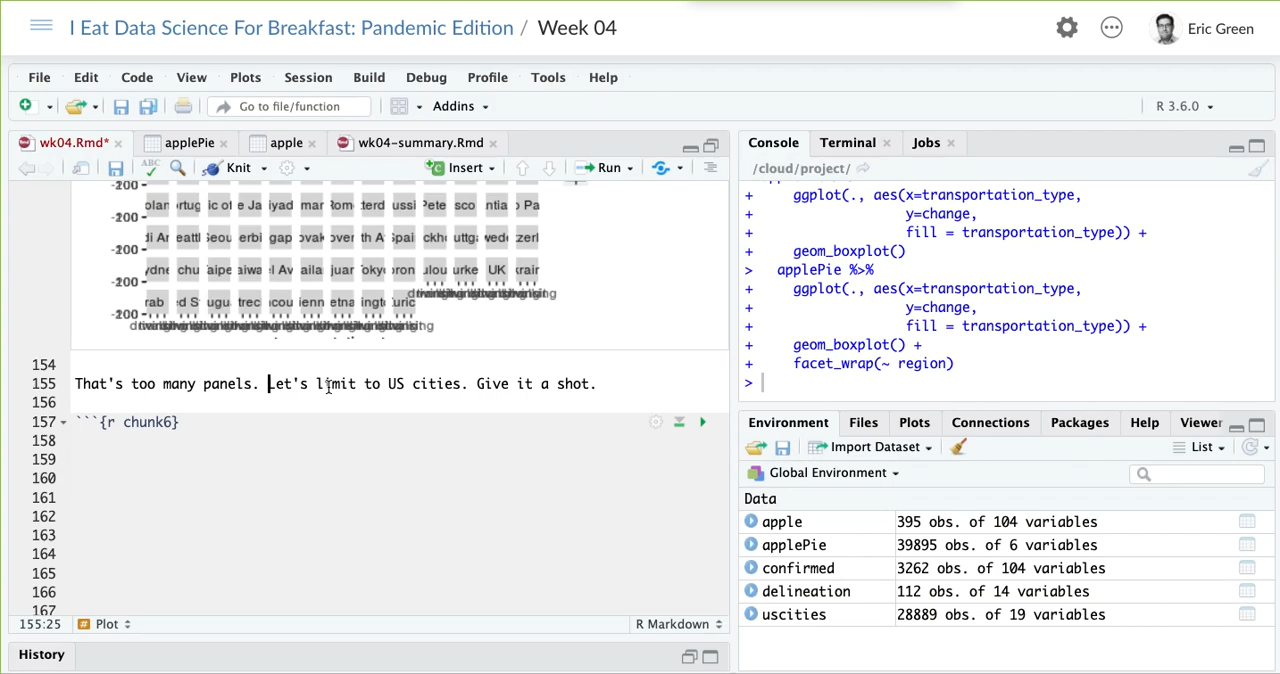 I Eat Data Science For Breakfast: Pandemic Edition / Week 04
Eric Green
File Edit Code View Plots Session Build Debug Profile Tools Help
Go to file/function Addins R 3.6.0
wk04.Rmd* applePie apple wk04-summary.Rmd
ABC Knit Insert Run
-200
-200
-200
-200
-200
UK
154
155 That's too many panels. Let's limit to US cities. Give it a shot.
156
157 ```{r chunk6}
158
159
160
161
162
163
164
165
166
167
155:25 Plot R Markdown
History
Console Terminal Jobs
/cloud/project/
+ ggplot(., aes(x=transportation_type,
+ y=change,
+ fill = transportation_type)) +
+ geom_boxplot()
> applePie %>%
+ ggplot(., aes(x=transportation_type,
+ y=change,
+ fill = transportation_type)) +
+ geom_boxplot() +
+ facet_wrap(~ region)
>
Environment Files Plots Connections Packages Help Viewer
Import Dataset List
Global Environment
Data
apple 395 obs. of 104 variables
applePie 39895 obs. of 6 variables
confirmed 3262 obs. of 104 variables
delineation 112 obs. of 14 variables
uscities 28889 obs. of 19 variables